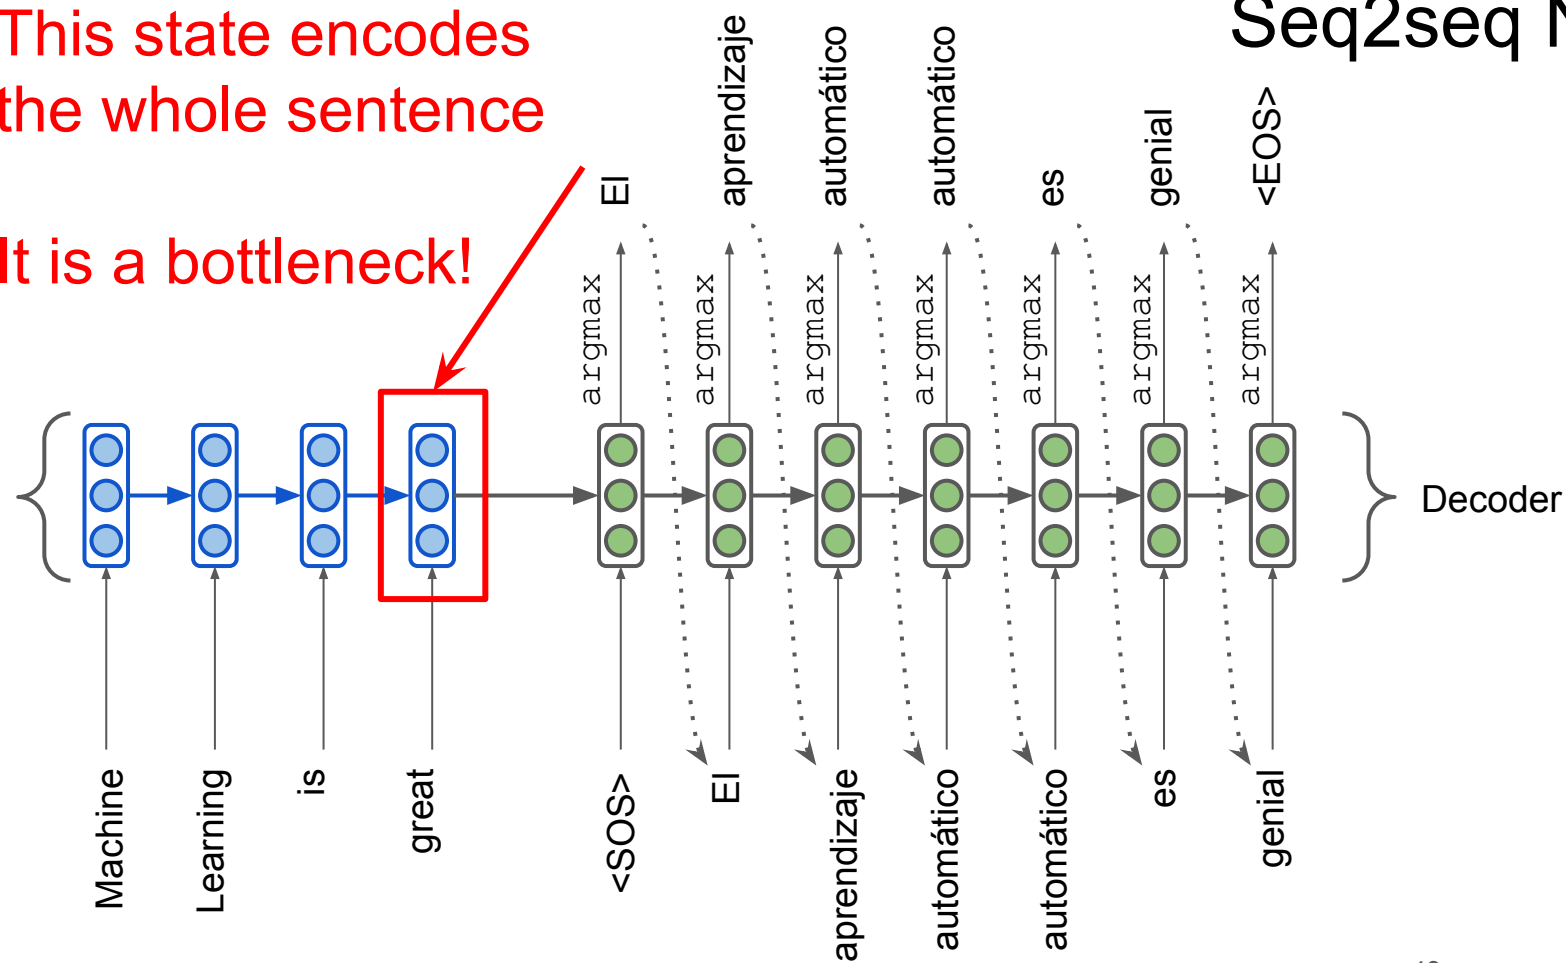 This state encodes
the whole sentence
It is a bottleneck!
Seq2seq
El
aprendizaje
automático
automático
es
genial
<EOS>
argmax
argmax
argmax
argmax
argmax
argmax
argmax
Decoder
Machine
Learning
is
great
<SOS>
El
aprendizaje
automático
automático
es
genial